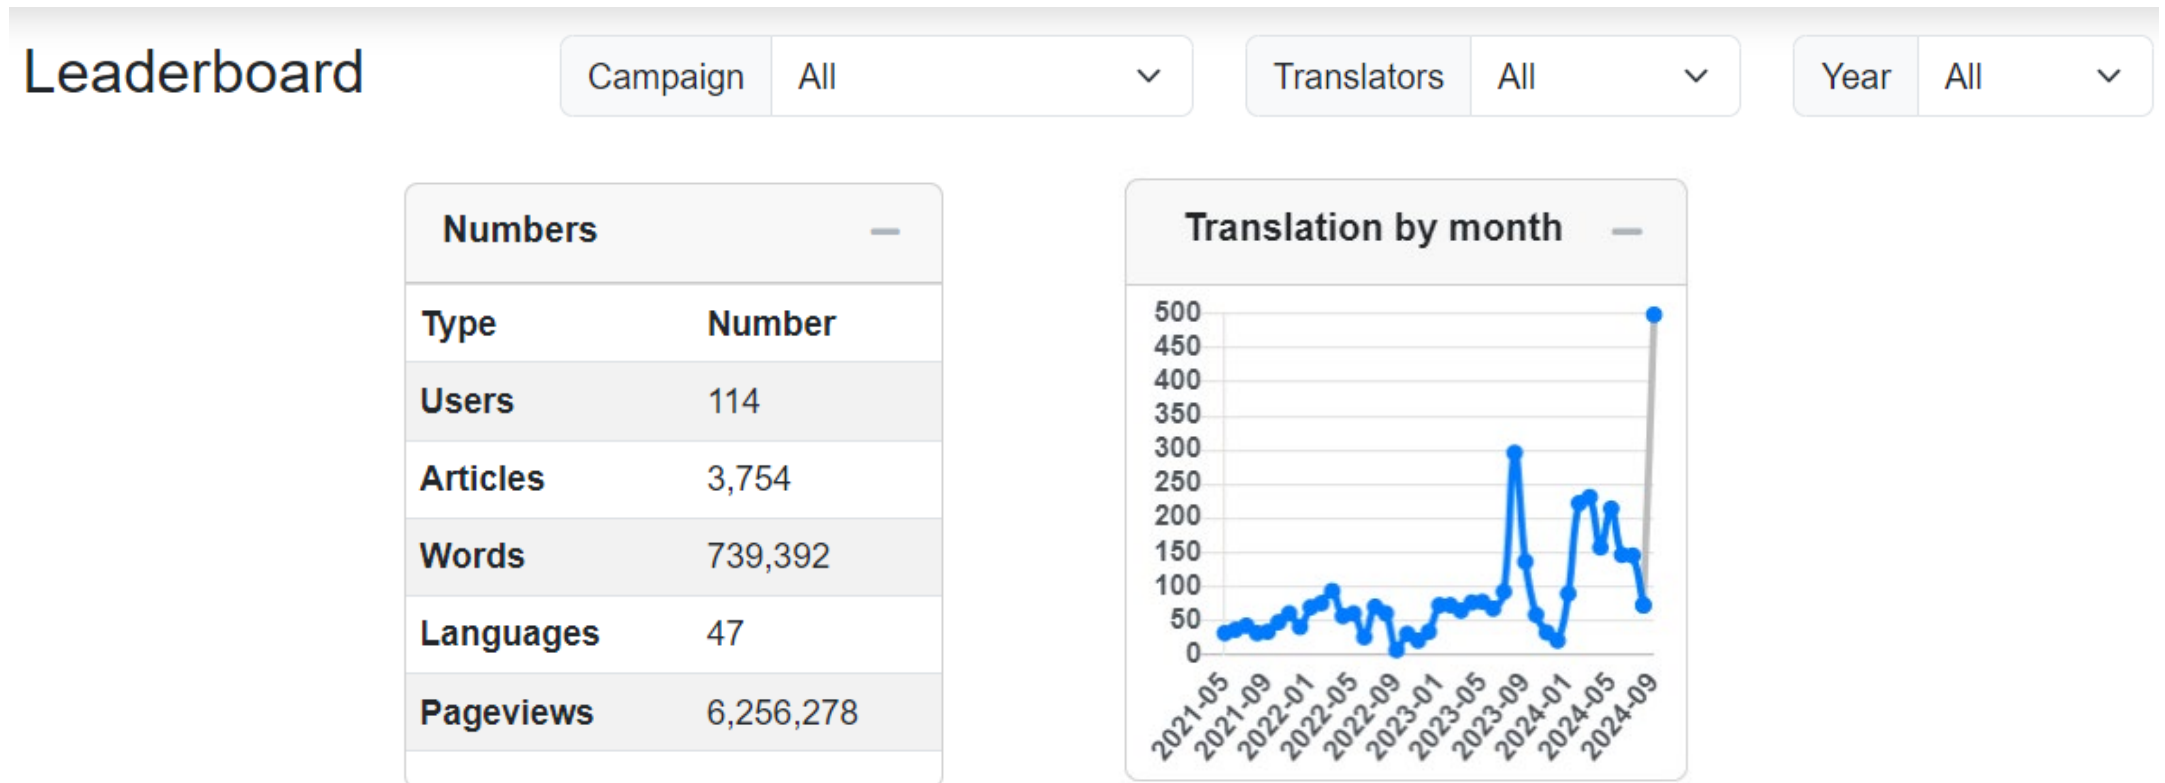 Leaderboard
Campaign All
Translators All
Year All
Numbers
Type Number
Users 114
Articles 3,754
Words 739,392
Languages 47
Pageviews 6,256,278
Translation by month
500
450
400
350
300
250
200
150
100
50
0
2021-05
2021-09
2022-01
2022-05
2022-09
2023-01
2023-05
2023-09
2024-01
2024-05
2024-09